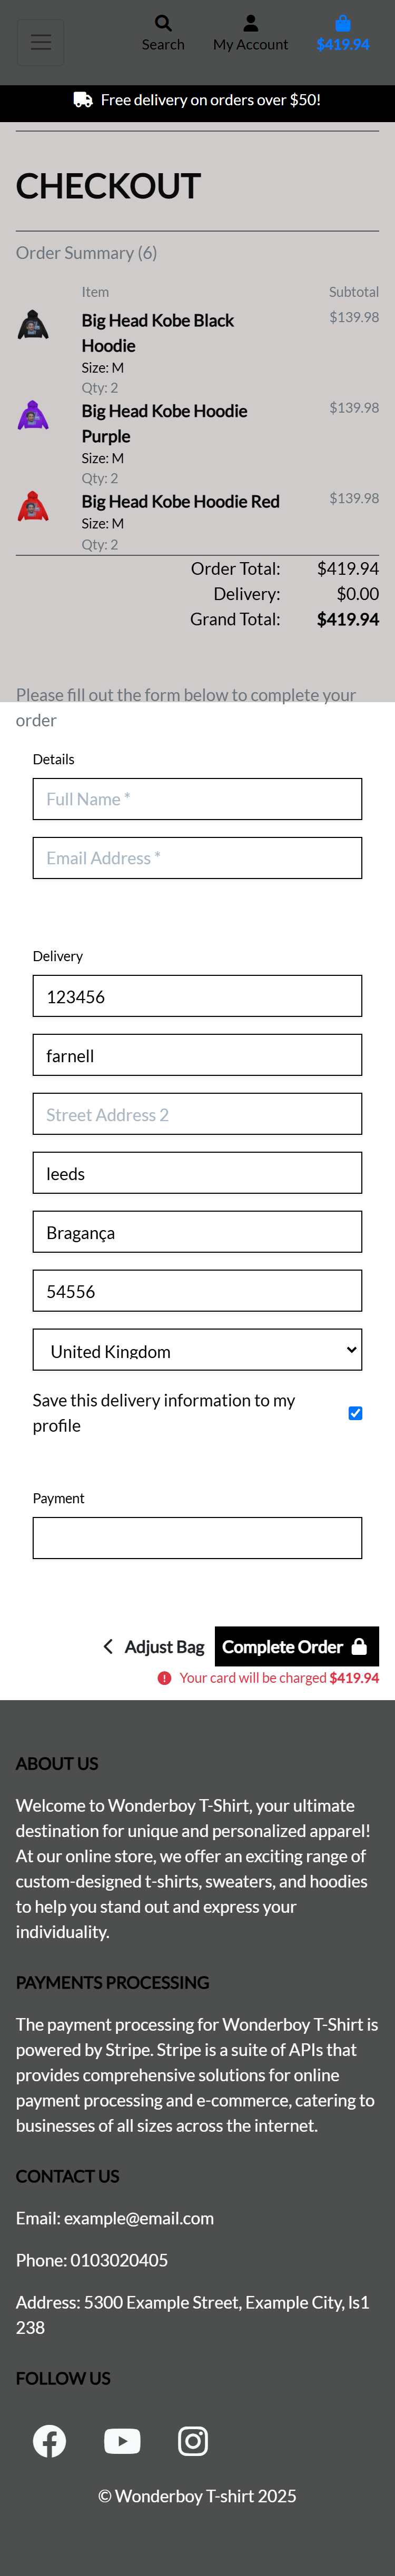 Search
My Account
$419.94
Free delivery on orders over $50!
CHECKOUT
Order Summary (6)
Item Subtotal
Big Head Kobe Black $139.98
Hoodie
Size: M
Qty: 2
Big Head Kobe Hoodie $139.98
Purple
Size: M
Qty: 2
Big Head Kobe Hoodie Red $139.98
Size: M
Qty: 2
Order Total: $419.94
Delivery: $0.00
Grand Total: $419.94
Please fill out the form below to complete your
order
Details
Full Name *
Email Address *
Delivery
123456
farnell
Street Address 2
leeds
Bragança
54556
United Kingdom
Save this delivery information to my
profile
Payment
Adjust Bag Complete Order
Your card will be charged $419.94
ABOUT US
Welcome to Wonderboy T-Shirt, your ultimate
destination for unique and personalized apparel!
At our online store, we offer an exciting range of
custom-designed t-shirts, sweaters, and hoodies
to help you stand out and express your
individuality.
PAYMENTS PROCESSING
The payment processing for Wonderboy T-Shirt is
powered by Stripe. Stripe is a suite of APIs that
provides comprehensive solutions for online
payment processing and e-commerce, catering to
businesses of all sizes across the internet.
CONTACT US
Email: example@email.com
Phone: 0103020405
Address: 5300 Example Street, Example City, ls1
238
FOLLOW US
© Wonderboy T-shirt 2025